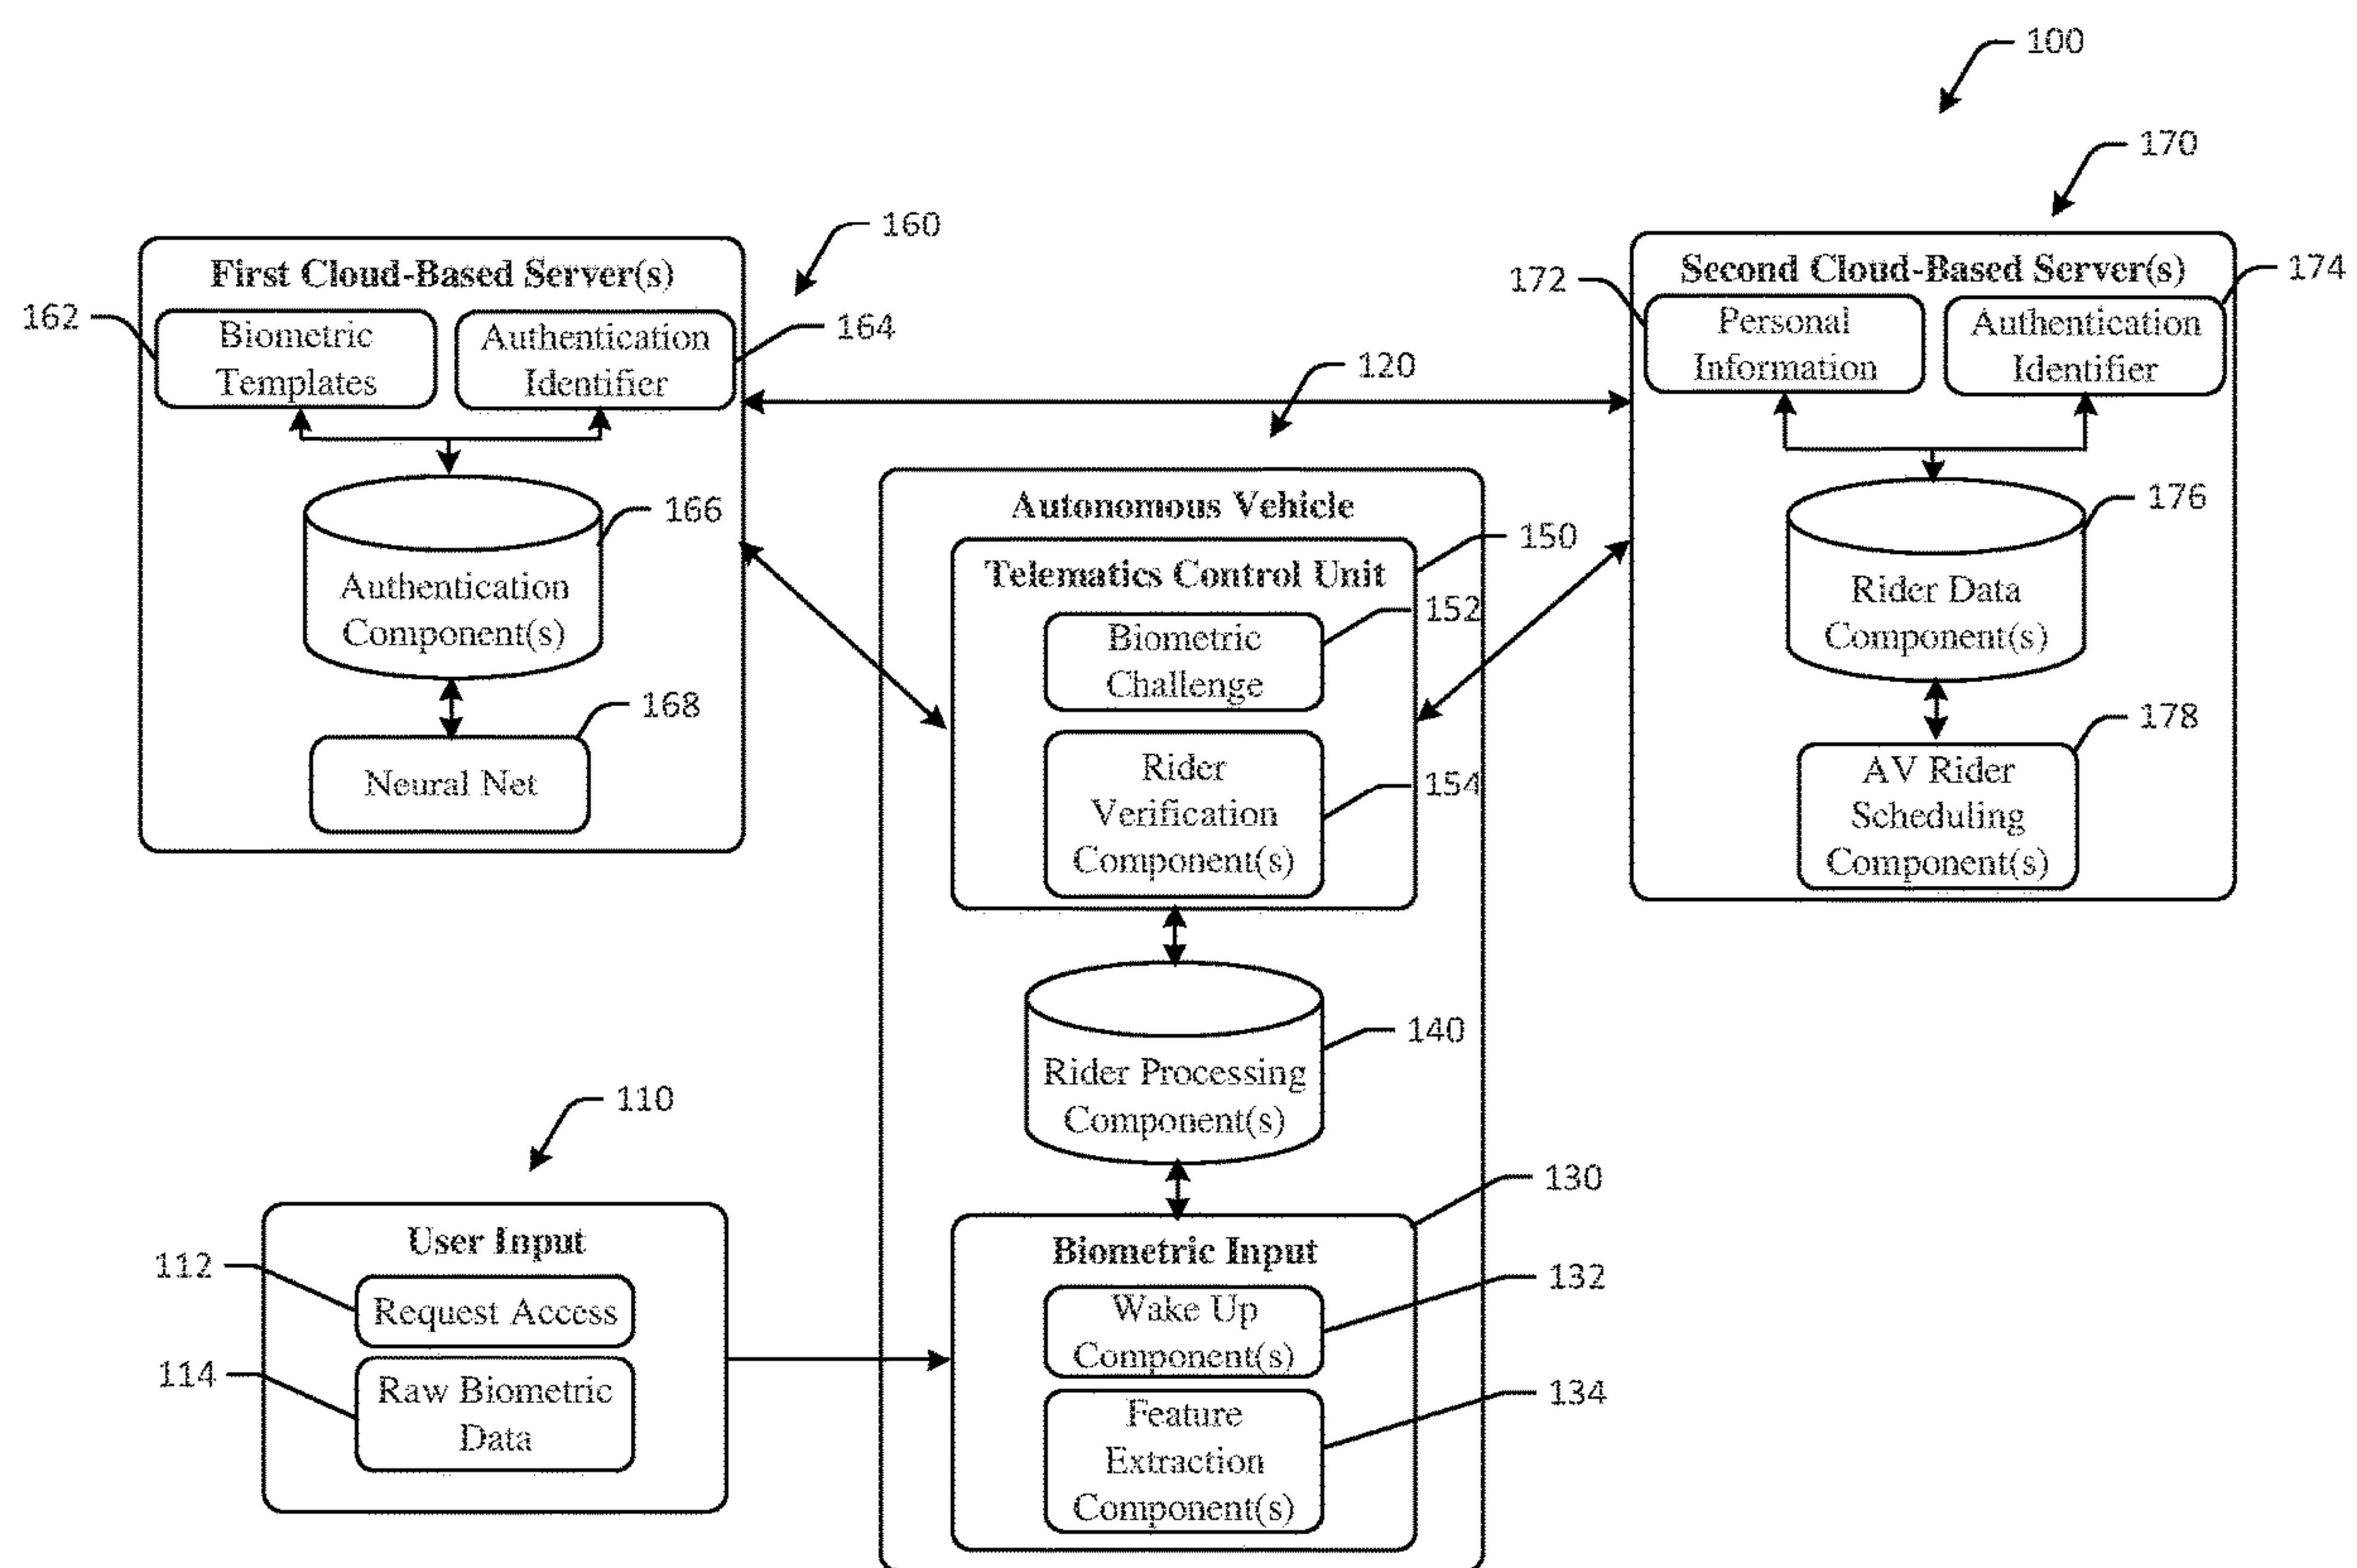 100
170
160
First Cloud-Based Server(s)
162
Biometric
Templates
Authentication
Identifier
164
166
Authentication
Component(s)
168
Neural Net
Second Cloud-Based Server(s)
172
174
Personal
Information
Authentication
Identifier
176
Rider Data
Component(s)
178
AV Rider
Scheduling
Component(s)
120
Autonomous Vehicle
150
Telematics Control Unit
152
Biometric
Challenge
154
Rider
Verification
Component(s)
140
Rider Processing
Component(s)
130
Biometric Input
132
Wake Up
Component(s)
134
Feature
Extraction
Component(s)
110
User Input
112
Request Access
114
Raw Biometric
Data